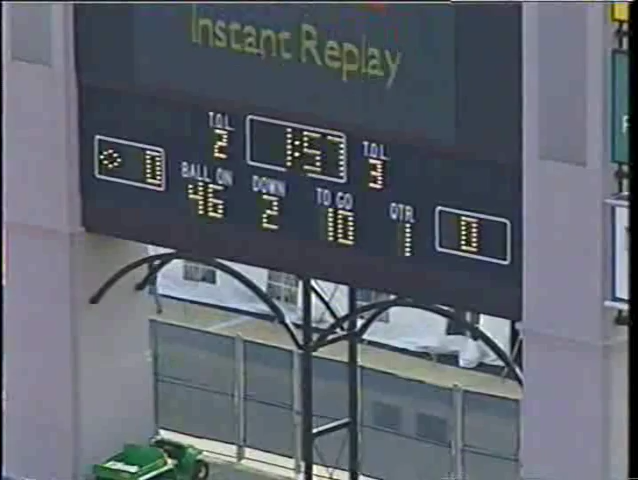 Instant Replay
T.O.L. 1:57 T.O.L.
2 3
0 BALL ON DOWN TO GO QTR 0
46 2 10 1